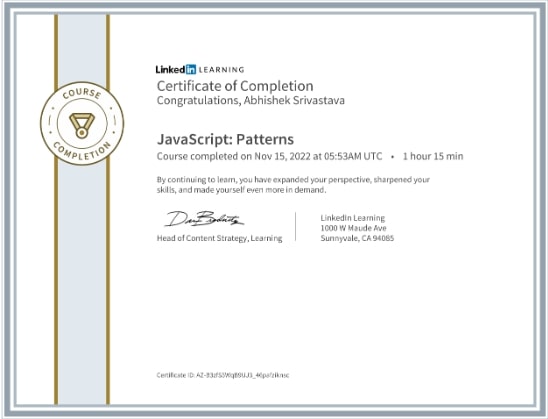 LinkedIn LEARNING
Certificate of Completion
Congratulations, Abhishek Srivastava
COURSE
COMPLETION
JavaScript: Patterns
Course completed on Nov 15, 2022 at 05:53AM UTC • 1 hour 15 min
By continuing to learn, you have expanded your perspective, sharpened your
skills, and made yourself even more in demand.
Head of Content Strategy, Learning
LinkedIn Learning
1000 W Maude Ave
Sunnyvale, CA 94085
Certificate ID: